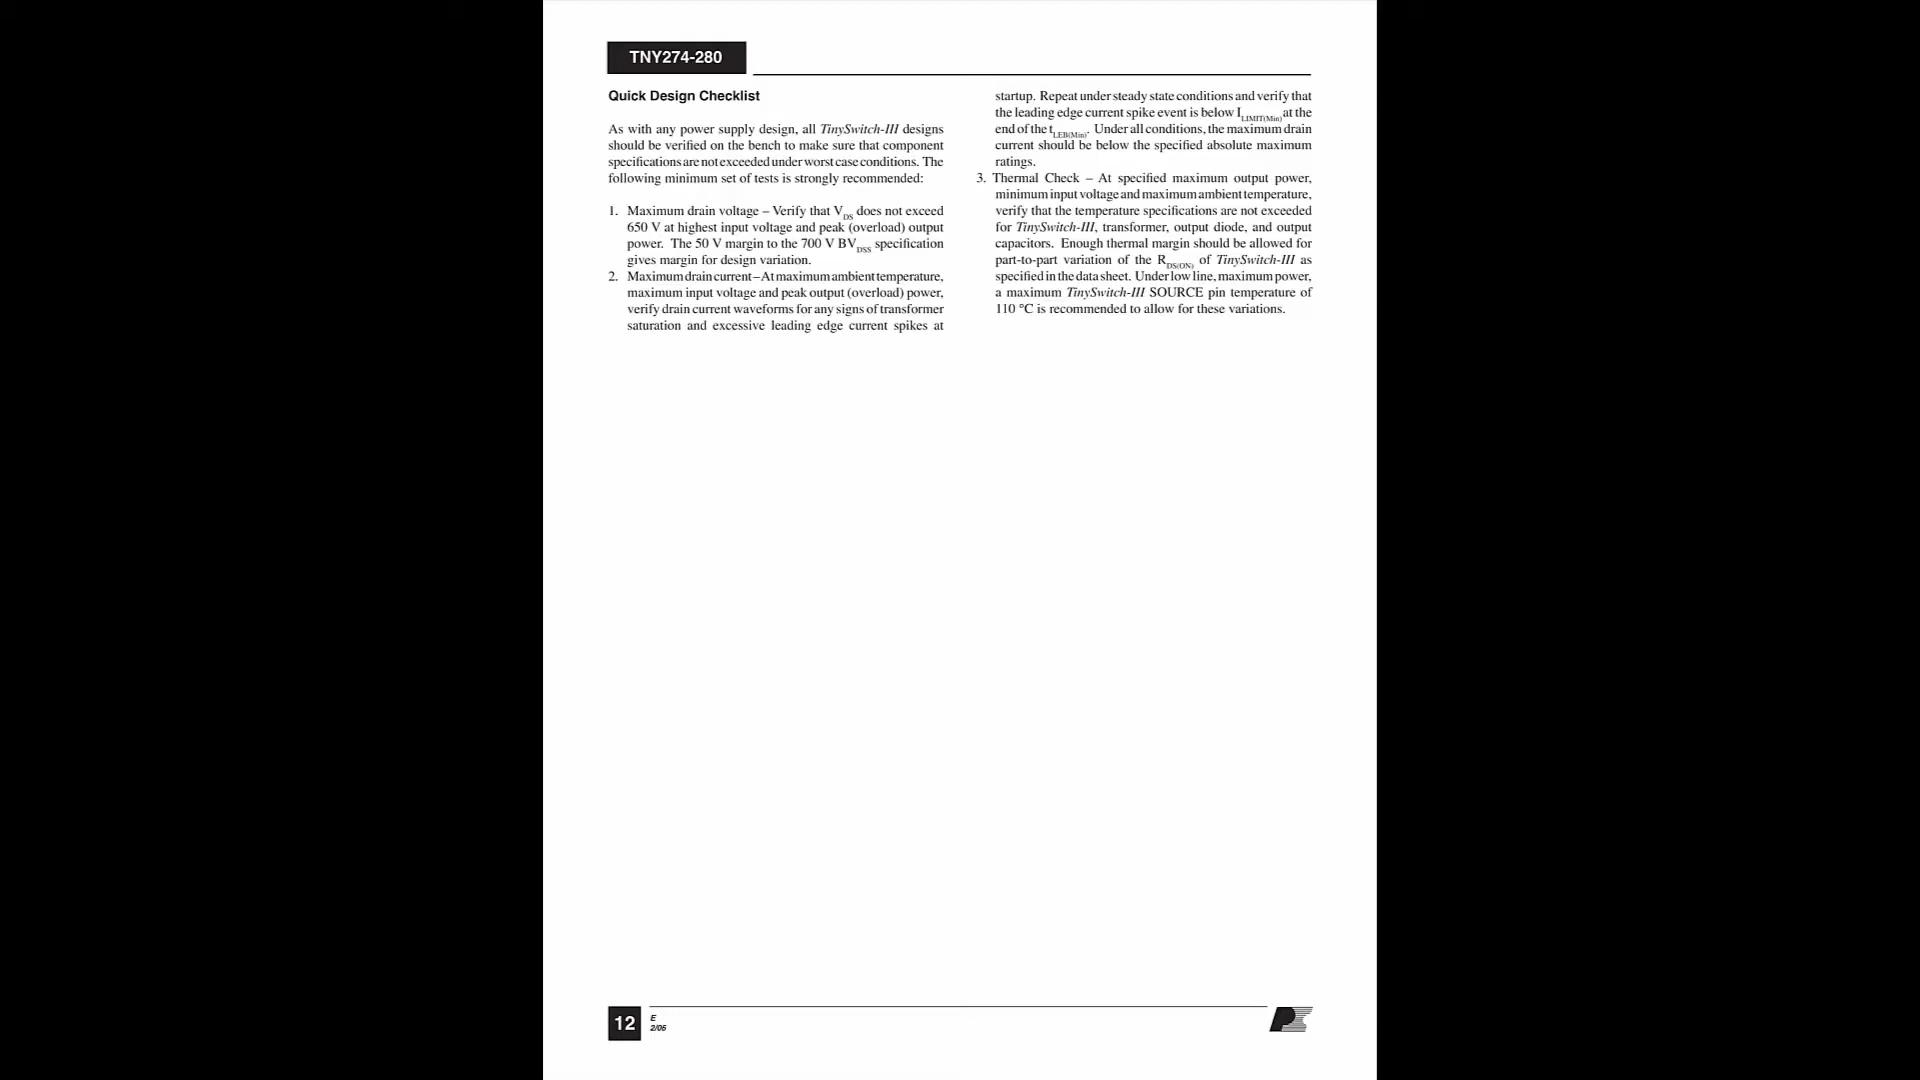 TNY274-280
Quick Design Checklist
As with any power supply design, all TinySwitch-III designs
should be verified on the bench to make sure that component
specifications are not exceeded under worst case conditions. The
following minimum set of tests is strongly recommended:
1. Maximum drain voltage – Verify that VDS does not exceed
650 V at highest input voltage and peak (overload) output
power. The 50 V margin to the 700 V BVDSS specification
gives margin for design variation.
2. Maximum drain current – At maximum ambient temperature,
maximum input voltage and peak output (overload) power,
verify drain current waveforms for any signs of transformer
saturation and excessive leading edge current spikes at
startup. Repeat under steady state conditions and verify that
the leading edge current spike event is below ILIMIT(Min) at the
end of the tLEB(Min). Under all conditions, the maximum drain
current should be below the specified absolute maximum
ratings.
3. Thermal Check – At specified maximum output power,
minimum input voltage and maximum ambient temperature,
verify that the temperature specifications are not exceeded
for TinySwitch-III, transformer, output diode, and output
capacitors. Enough thermal margin should be allowed for
part-to-part variation of the RDS(ON) of TinySwitch-III as
specified in the data sheet. Under low line, maximum power,
a maximum TinySwitch-III SOURCE pin temperature of
110 °C is recommended to allow for these variations.
12
E
2/05